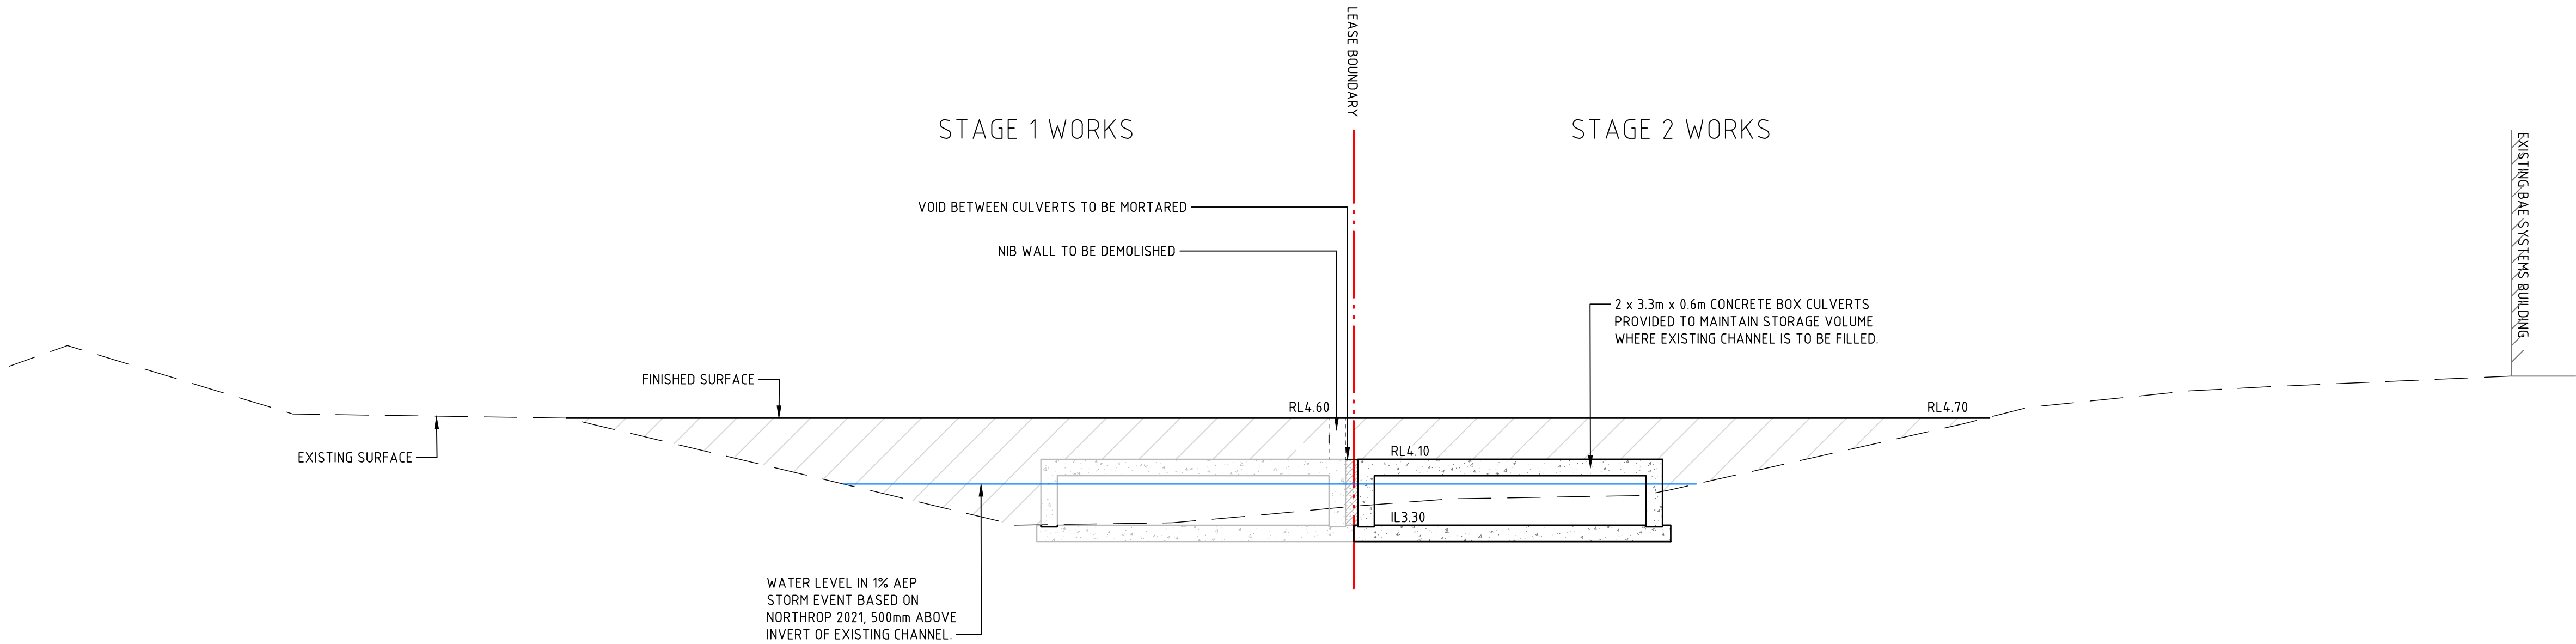 LEASE BOUNDARY
STAGE 1 WORKS
STAGE 2 WORKS
EXISTING BAE SYSTEMS BUILDING
VOID BETWEEN CULVERTS TO BE MORTARED
NIB WALL TO BE DEMOLISHED
2 x 3.3m x 0.6m CONCRETE BOX CULVERTS
PROVIDED TO MAINTAIN STORAGE VOLUME
WHERE EXISTING CHANNEL IS TO BE FILLED.
FINISHED SURFACE
RL4.60
RL4.70
EXISTING SURFACE
RL4.10
IL3.30
WATER LEVEL IN 1% AEP
STORM EVENT BASED ON
NORTHROP 2021, 500mm ABOVE
INVERT OF EXISTING CHANNEL.